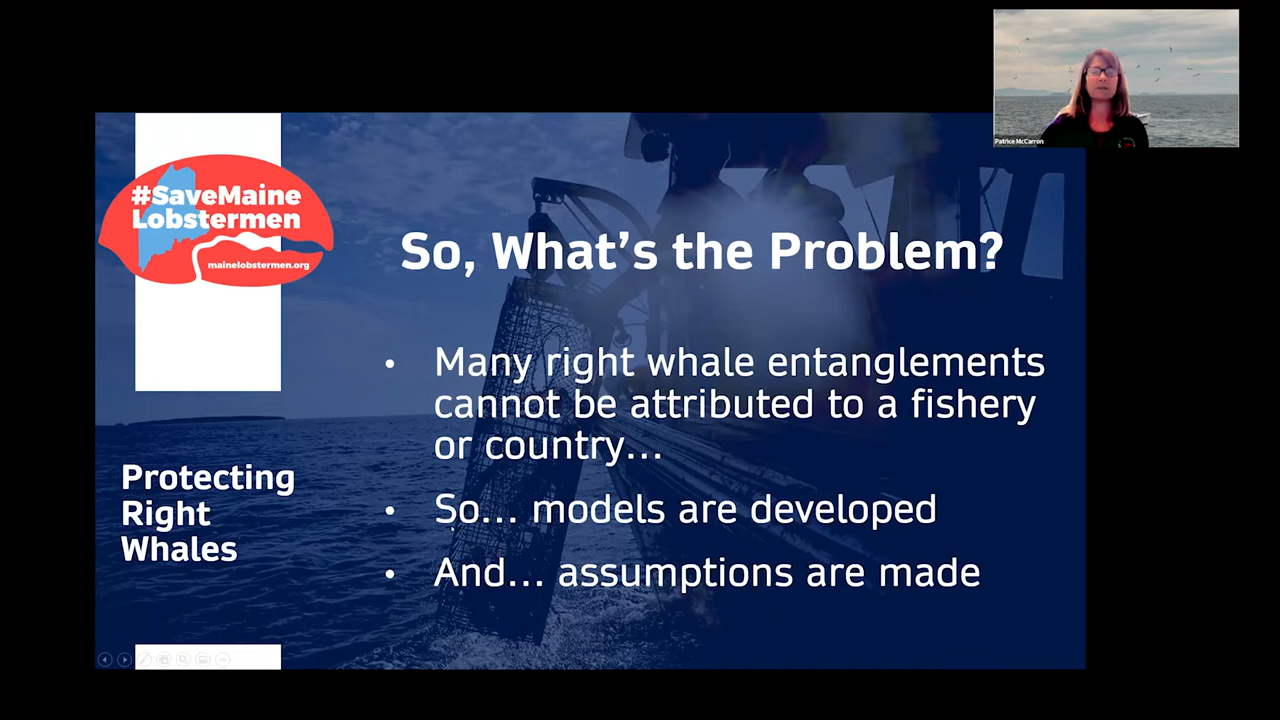 Patrice McCarron
#SaveMaine
Lobstermen
mainelobstermen.org
So, What's the Problem?
• Many right whale entanglements
cannot be attributed to a fishery
or country...
• So... models are developed
• And... assumptions are made
Protecting
Right
Whales